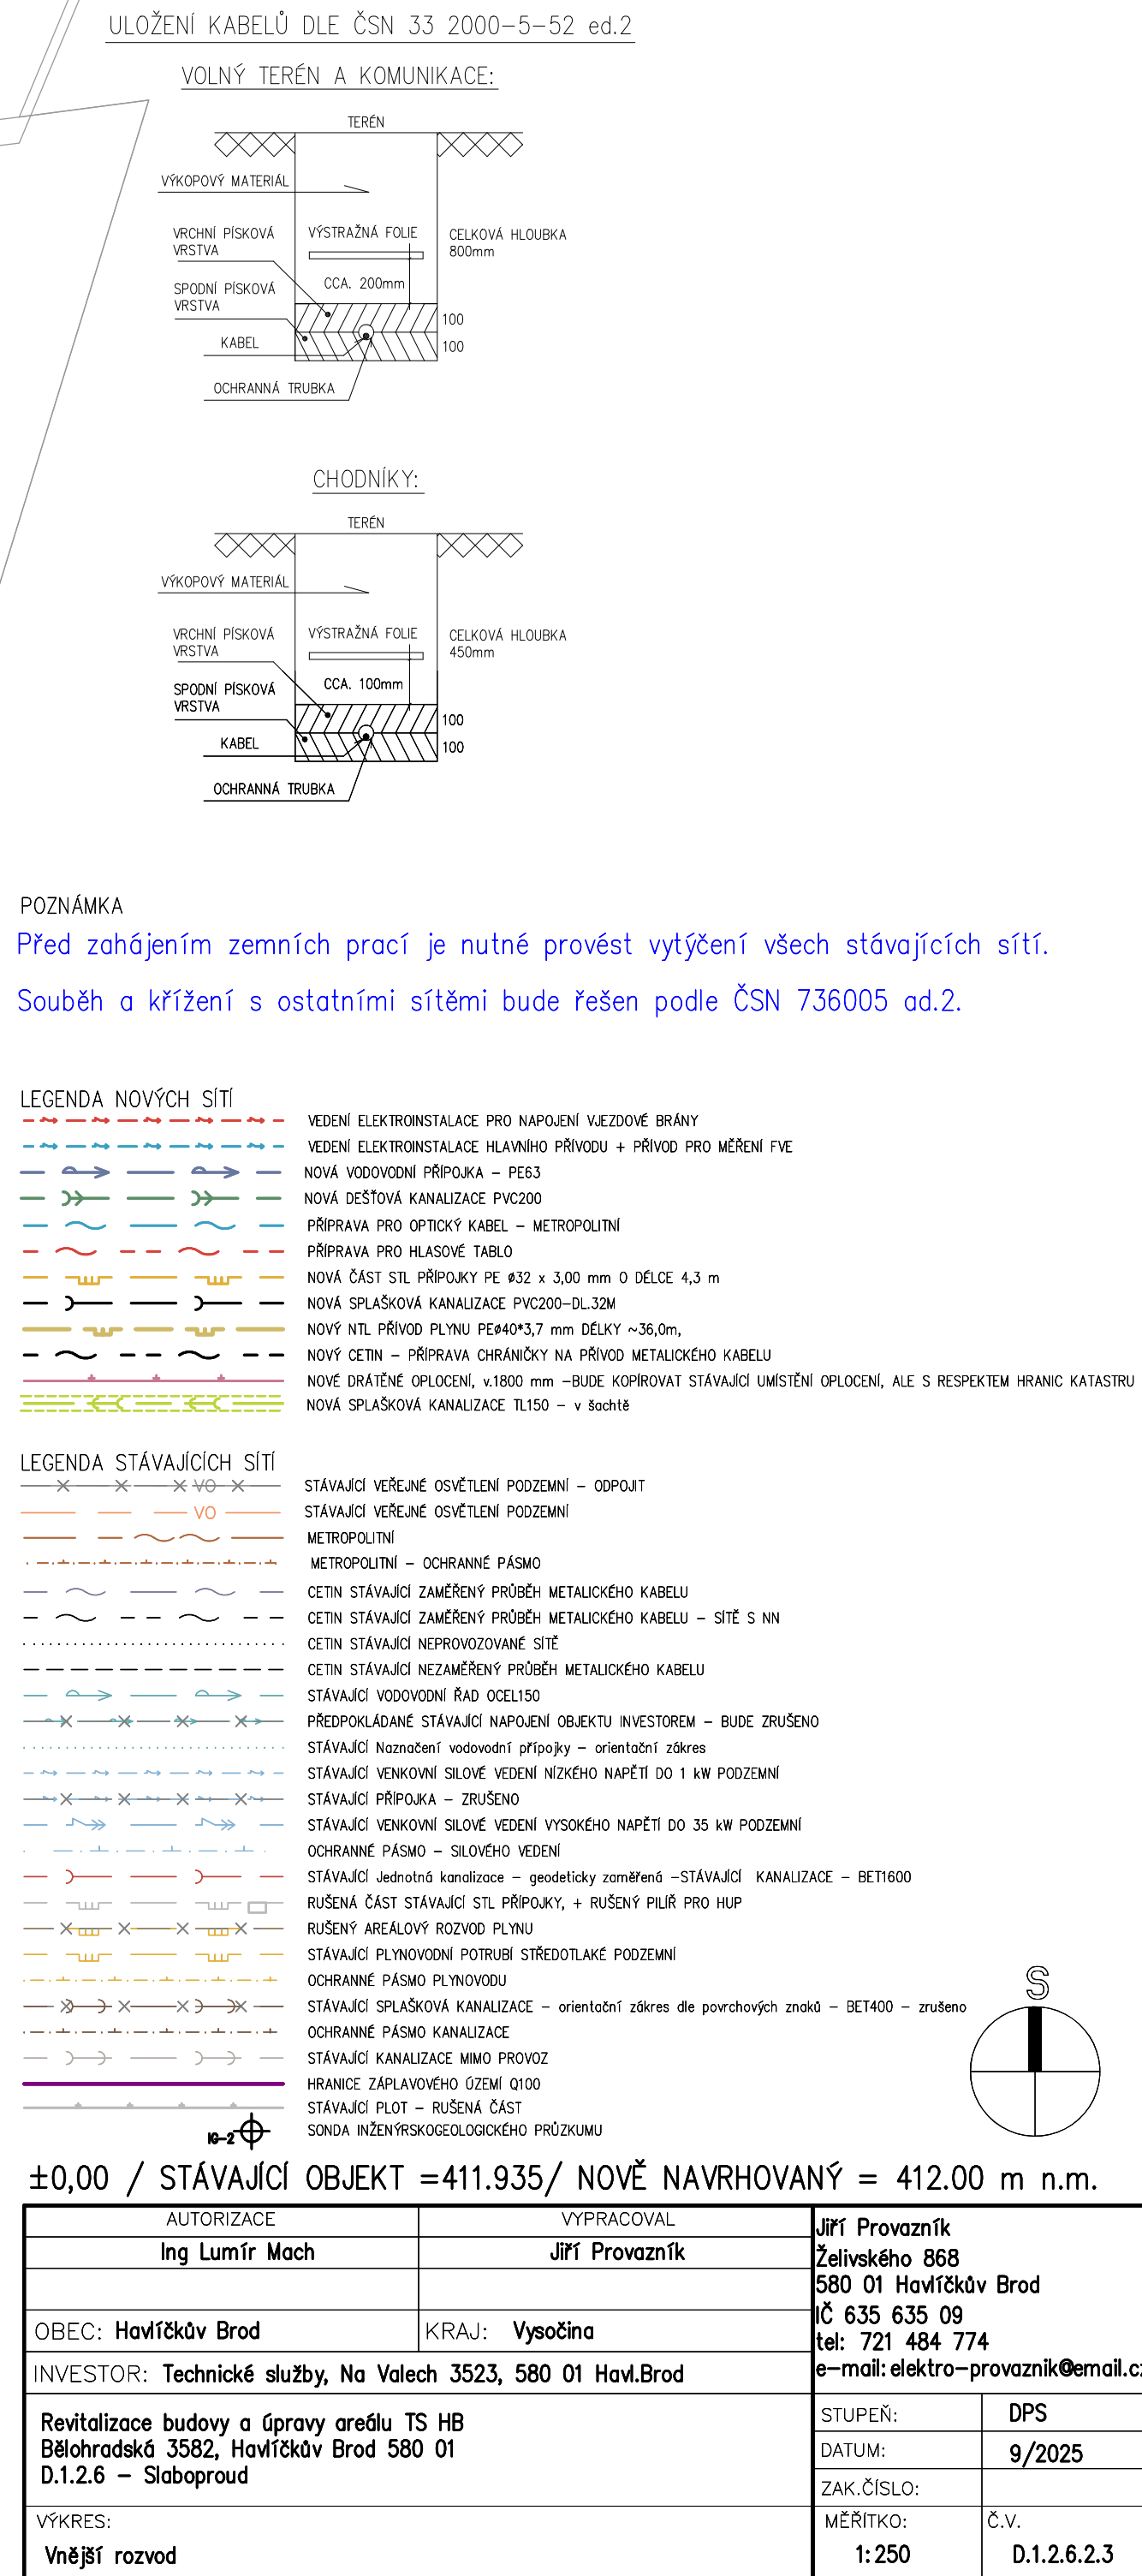 ULOŽENÍ KABELŮ DLE ČSN 33 2000-5-52 ed.2
VOLNÝ TERÉN A KOMUNIKACE:
TERÉN
VÝKOPOVÝ MATERIÁL
VRCHNÍ PÍSKOVÁ
VRSTVA
VÝSTRAŽNÁ FOLIE
CELKOVÁ HLOUBKA
800mm
CCA. 200mm
SPODNÍ PÍSKOVÁ
VRSTVA
100
KABEL
100
OCHRANNÁ TRUBKA
CHODNÍKY:
TERÉN
VÝKOPOVÝ MATERIÁL
VRCHNÍ PÍSKOVÁ
VRSTVA
VÝSTRAŽNÁ FOLIE
CELKOVÁ HLOUBKA
450mm
CCA. 100mm
SPODNÍ PÍSKOVÁ
VRSTVA
100
KABEL
100
OCHRANNÁ TRUBKA
POZNÁMKA
Před zahájením zemních prací je nutné provést vytýčení všech stávajících sítí.
Souběh a křížení s ostatními sítěmi bude řešen podle ČSN 736005 ad.2.
LEGENDA NOVÝCH SÍTÍ
VEDENÍ ELEKTROINSTALACE PRO NAPOJENÍ VJEZDOVÉ BRÁNY
VEDENÍ ELEKTROINSTALACE HLAVNÍHO PŘÍVODU + PŘÍVOD PRO MĚŘENÍ FVE
NOVÁ VODOVODNÍ PŘÍPOJKA - PE63
NOVÁ DEŠŤOVÁ KANALIZACE PVC200
PŘÍPRAVA PRO OPTICKÝ KABEL - METROPOLITNÍ
PŘÍPRAVA PRO HLASOVÉ TABLO
NOVÁ ČÁST STL PŘÍPOJKY PE ø32 x 3,00 mm O DÉLCE 4,3 m
NOVÁ SPLAŠKOVÁ KANALIZACE PVC200-DL.32M
NOVÝ NTL PŘÍVOD PLYNU PEø40*3,7 mm DÉLKY ~36,0m,
NOVÝ CETIN - PŘÍPRAVA CHRÁNIČKY NA PŘÍVOD METALICKÉHO KABELU
NOVÉ DRÁTĚNÉ OPLOCENÍ, v.1800 mm -BUDE KOPÍROVAT STÁVAJÍCÍ UMÍSTĚNÍ OPLOCENÍ, ALE S RESPEKTEM HRANIC KATASTRU
NOVÁ SPLAŠKOVÁ KANALIZACE TL150 - v šachtě
LEGENDA STÁVAJÍCÍCH SÍTÍ
VO STÁVAJÍCÍ VEŘEJNÉ OSVĚTLENÍ PODZEMNÍ - ODPOJIT
VO STÁVAJÍCÍ VEŘEJNÉ OSVĚTLENÍ PODZEMNÍ
METROPOLITNÍ
METROPOLITNÍ - OCHRANNÉ PÁSMO
CETIN STÁVAJÍCÍ ZAMĚŘENÝ PRŮBĚH METALICKÉHO KABELU
CETIN STÁVAJÍCÍ ZAMĚŘENÝ PRŮBĚH METALICKÉHO KABELU - SÍTĚ S NN
CETIN STÁVAJÍCÍ NEPROVOZOVANÉ SÍTĚ
CETIN STÁVAJÍCÍ NEZAMĚŘENÝ PRŮBĚH METALICKÉHO KABELU
STÁVAJÍCÍ VODOVODNÍ ŘAD OCEL150
PŘEDPOKLÁDANÉ STÁVAJÍCÍ NAPOJENÍ OBJEKTU INVESTOREM - BUDE ZRUŠENO
STÁVAJÍCÍ Naznačení vodovodní přípojky - orientační zákres
STÁVAJÍCÍ VENKOVNÍ SILOVÉ VEDENÍ NÍZKÉHO NAPĚTÍ DO 1 kW PODZEMNÍ
STÁVAJÍCÍ PŘÍPOJKA - ZRUŠENO
STÁVAJÍCÍ VENKOVNÍ SILOVÉ VEDENÍ VYSOKÉHO NAPĚTÍ DO 35 kW PODZEMNÍ
OCHRANNÉ PÁSMO - SILOVÉHO VEDENÍ
STÁVAJÍCÍ Jednotná kanalizace - geodeticky zaměřená -STÁVAJÍCÍ KANALIZACE - BET1600
RUŠENÁ ČÁST STÁVAJÍCÍ STL PŘÍPOJKY, + RUŠENÝ PILÍŘ PRO HUP
RUŠENÝ AREÁLOVÝ ROZVOD PLYNU
STÁVAJÍCÍ PLYNOVODNÍ POTRUBÍ STŘEDOTLAKÉ PODZEMNÍ
OCHRANNÉ PÁSMO PLYNOVODU
STÁVAJÍCÍ SPLAŠKOVÁ KANALIZACE - orientační zákres dle povrchových znaků - BET400 - zrušeno
OCHRANNÉ PÁSMO KANALIZACE
STÁVAJÍCÍ KANALIZACE MIMO PROVOZ
HRANICE ZÁPLAVOVÉHO ÚZEMÍ Q100
STÁVAJÍCÍ PLOT - RUŠENÁ ČÁST
IG-2 SONDA INŽENÝRSKOGEOLOGICKÉHO PRŮZKUMU
S
±0,00 / STÁVAJÍCÍ OBJEKT =411.935/ NOVĚ NAVRHOVANÝ = 412.00 m n.m.
AUTORIZACE
VYPRACOVAL
Ing Lumír Mach
Jiří Provazník
OBEC: Havlíčkův Brod
KRAJ: Vysočina
INVESTOR: Technické služby, Na Valech 3523, 580 01 Havl.Brod
Jiří Provazník
Želivského 868
580 01 Havlíčkův Brod
IČ 635 635 09
tel: 721 484 774
e-mail: elektro-provaznik@email.cz
Revitalizace budovy a úpravy areálu TS HB
Bělohradská 3582, Havlíčkův Brod 580 01
D.1.2.6 - Slaboproud
STUPEŇ: DPS
DATUM: 9/2025
ZAK.ČÍSLO:
VÝKRES:
Vnější rozvod
MĚŘÍTKO:
1:250
Č.V.
D.1.2.6.2.3